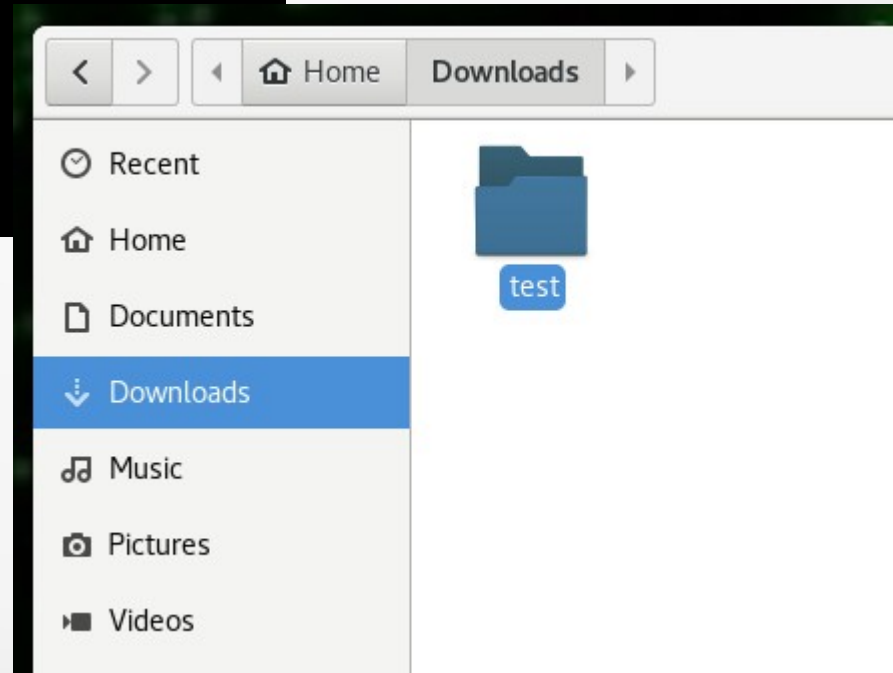 Home Downloads
Recent
Home
Documents
Downloads
Music
Pictures
Videos
test